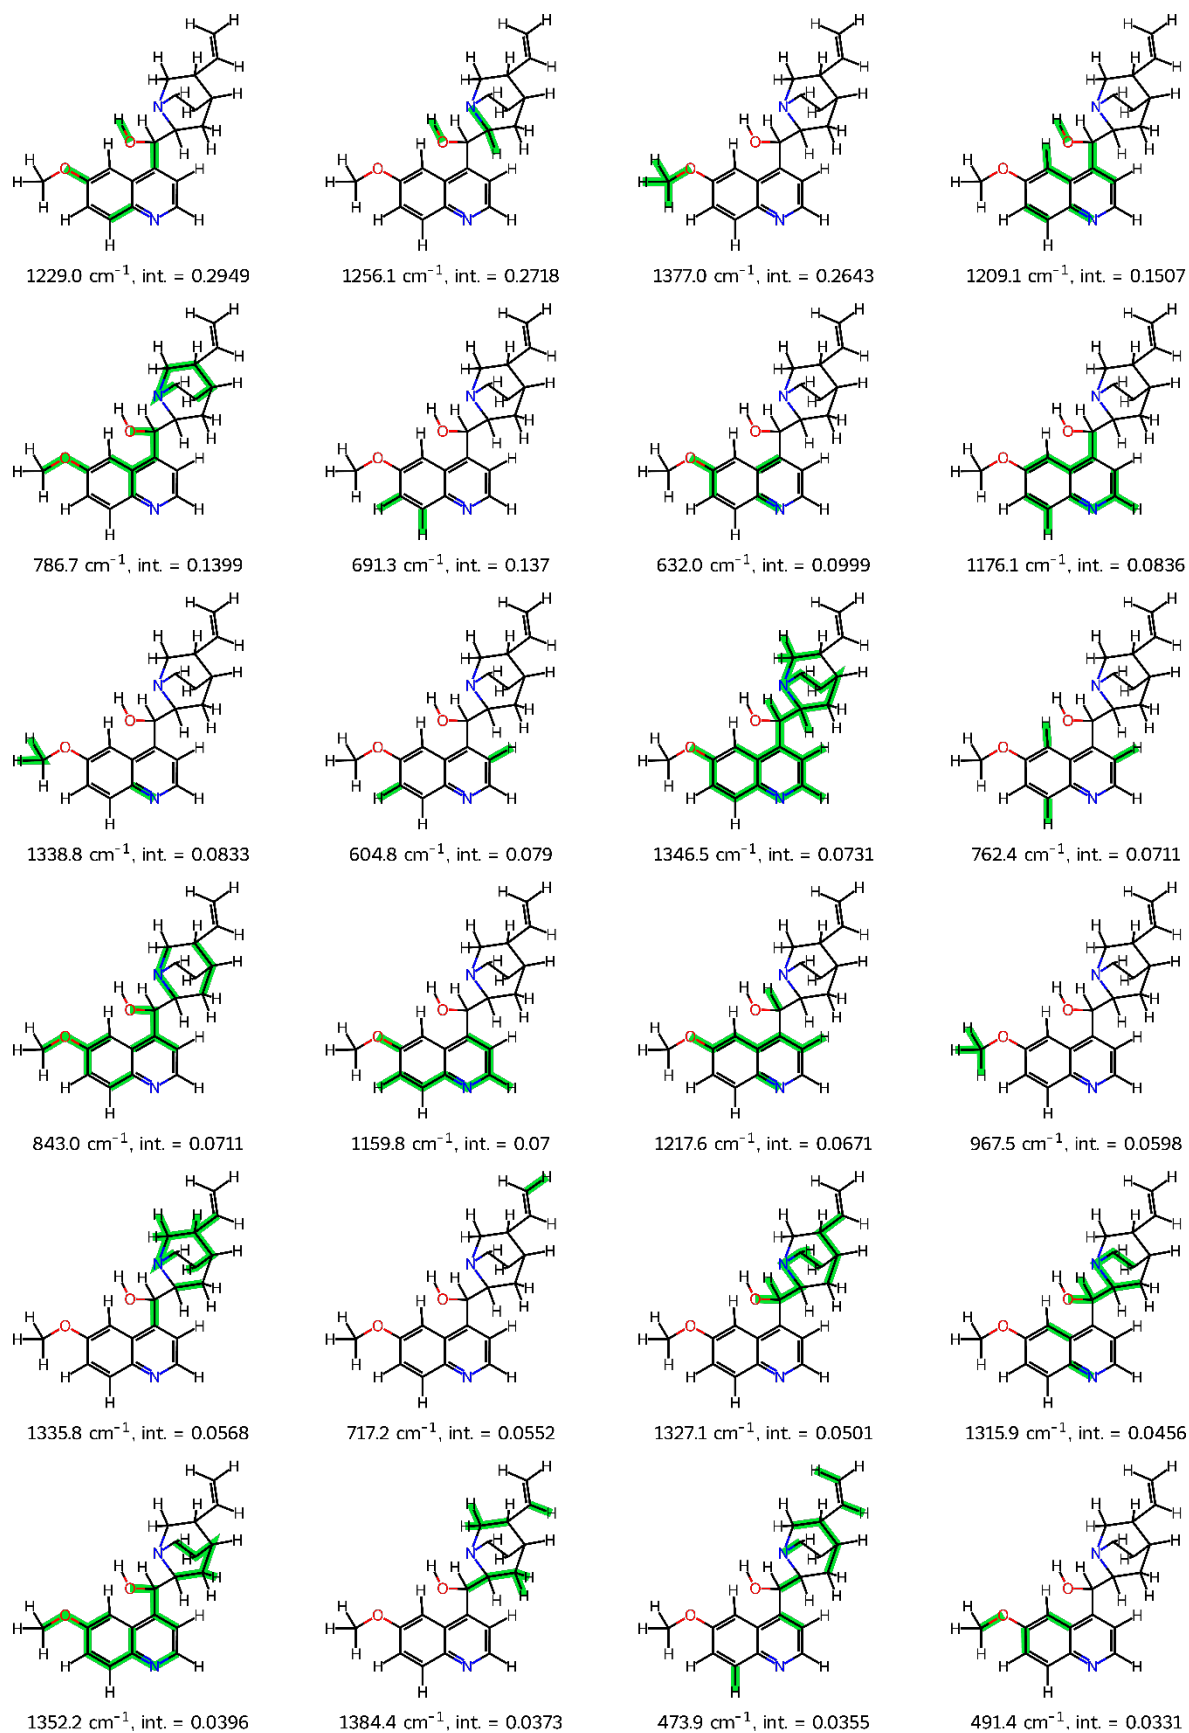 1229.0 cm⁻¹, int. = 0.2949
1256.1 cm⁻¹, int. = 0.2718
1377.0 cm⁻¹, int. = 0.2643
1209.1 cm⁻¹, int. = 0.1507
786.7 cm⁻¹, int. = 0.1399
691.3 cm⁻¹, int. = 0.137
632.0 cm⁻¹, int. = 0.0999
1176.1 cm⁻¹, int. = 0.0836
1338.8 cm⁻¹, int. = 0.0833
604.8 cm⁻¹, int. = 0.079
1346.5 cm⁻¹, int. = 0.0731
762.4 cm⁻¹, int. = 0.0711
843.0 cm⁻¹, int. = 0.0711
1159.8 cm⁻¹, int. = 0.07
1217.6 cm⁻¹, int. = 0.0671
967.5 cm⁻¹, int. = 0.0598
1335.8 cm⁻¹, int. = 0.0568
717.2 cm⁻¹, int. = 0.0552
1327.1 cm⁻¹, int. = 0.0501
1315.9 cm⁻¹, int. = 0.0456
1352.2 cm⁻¹, int. = 0.0396
1384.4 cm⁻¹, int. = 0.0373
473.9 cm⁻¹, int. = 0.0355
491.4 cm⁻¹, int. = 0.0331